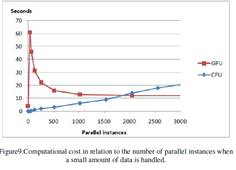 Seconds
70
60
50
40
30
20
10
0
0 500 1000 1500 2000 2500 3000
Parallel instances
GPU
CPU
Figure9.Computational cost in relation to the number of parallel instances when
a small amount of data is handled.